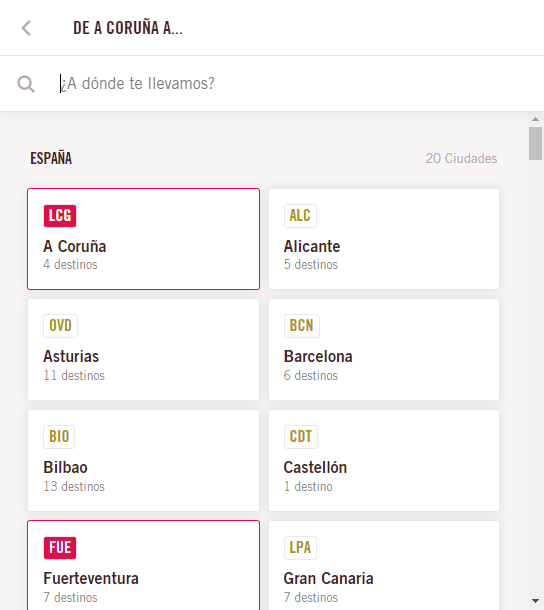 DE A CORUÑA A...
¿A dónde te llevamos?
ESPAÑA 20 Ciudades
LCG
A Coruña
4 destinos
ALC
Alicante
5 destinos
OVD
Asturias
11 destinos
BCN
Barcelona
6 destinos
BIO
Bilbao
13 destinos
CDT
Castellón
1 destino
FUE
Fuerteventura
7 destinos
LPA
Gran Canaria
7 destinos